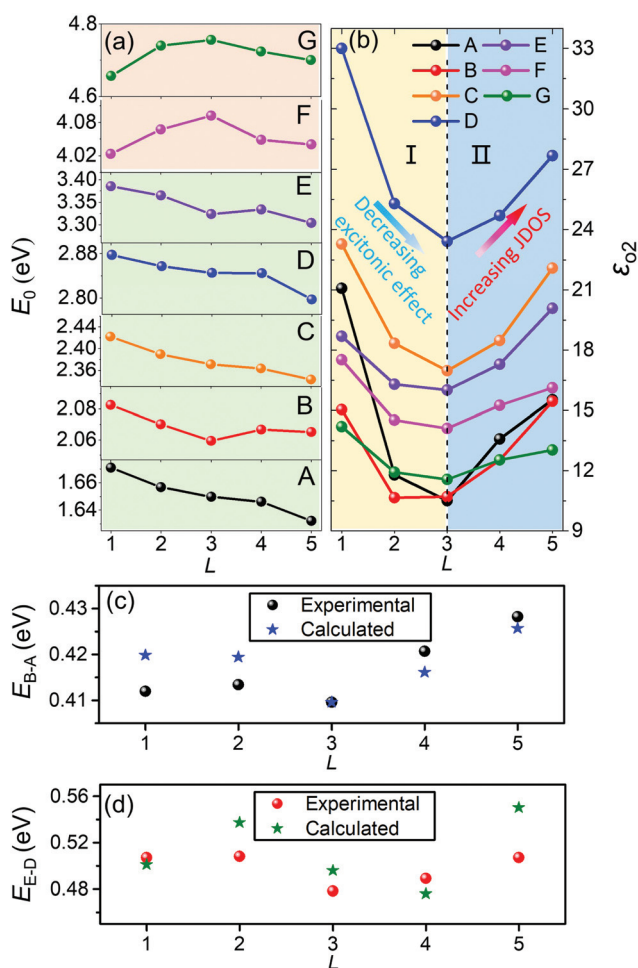 (a)
4.8
4.6
G
4.08
4.02
F
3.40
3.30
E
2.88
2.80
D
2.44
2.40
2.36
C
2.08
2.06
B
1.66
1.64
A
E0 (eV)
1 2 3 4 5
L
(b)
A E
B F
C G
D
I II
Decreasing
excitonic effect
Increasing JDOS
33
30
27
24
21
18
15
12
9
εo2
1 2 3 4 5
L
(c)
Experimental
Calculated
0.43
0.42
0.41
EB-A (eV)
1 2 3 4 5
L
(d)
Experimental
Calculated
0.56
0.52
0.48
EE-D (eV)
1 2 3 4 5
L